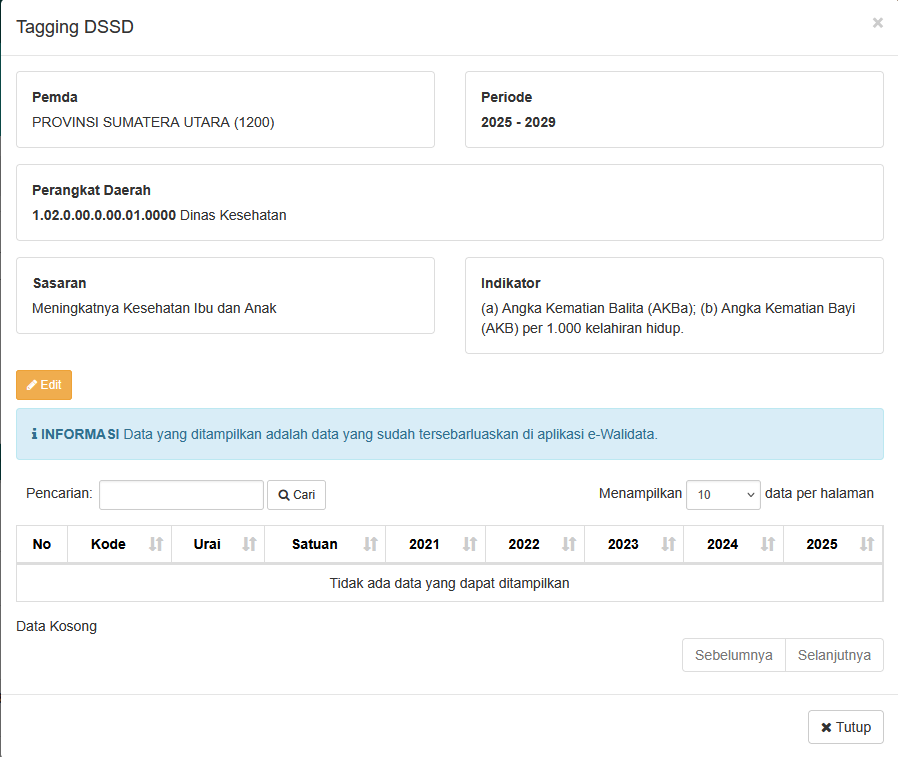 Tagging DSSD
×
Pemda
PROVINSI SUMATERA UTARA (1200)
Periode
2025 - 2029
Perangkat Daerah
1.02.0.00.0.00.01.0000 Dinas Kesehatan
Sasaran
Meningkatnya Kesehatan Ibu dan Anak
Indikator
(a) Angka Kematian Balita (AKBa); (b) Angka Kematian Bayi
(AKB) per 1.000 kelahiran hidup.
Edit
INFORMASI Data yang ditampilkan adalah data yang sudah tersebarluaskan di aplikasi e-Walidata.
Pencarian: Cari Menampilkan 10 data per halaman
No Kode Urai Satuan 2021 2022 2023 2024 2025
Tidak ada data yang dapat ditampilkan
Data Kosong
Sebelumnya Selanjutnya
Tutup